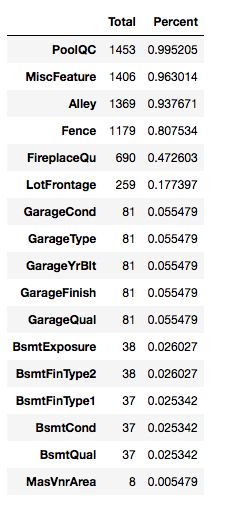 Total Percent
PoolQC 1453 0.995205
MiscFeature 1406 0.963014
Alley 1369 0.937671
Fence 1179 0.807534
FireplaceQu 690 0.472603
LotFrontage 259 0.177397
GarageCond 81 0.055479
GarageType 81 0.055479
GarageYrBlt 81 0.055479
GarageFinish 81 0.055479
GarageQual 81 0.055479
BsmtExposure 38 0.026027
BsmtFinType2 38 0.026027
BsmtFinType1 37 0.025342
BsmtCond 37 0.025342
BsmtQual 37 0.025342
MasVnrArea 8 0.005479